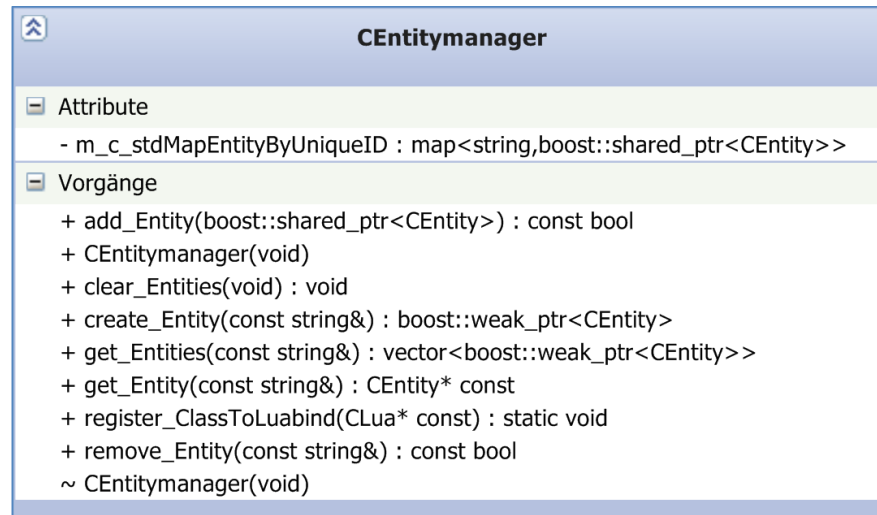 CEntitymanager
Attribute
- m_c_stdMapEntityByUniqueID : map<string,boost::shared_ptr<CEntity>>
Vorgänge
+ add_Entity(boost::shared_ptr<CEntity>) : const bool
+ CEntitymanager(void)
+ clear_Entities(void) : void
+ create_Entity(const string&) : boost::weak_ptr<CEntity>
+ get_Entities(const string&) : vector<boost::weak_ptr<CEntity>>
+ get_Entity(const string&) : CEntity* const
+ register_ClassToLuabind(CLua* const) : static void
+ remove_Entity(const string&) : const bool
~ CEntitymanager(void)